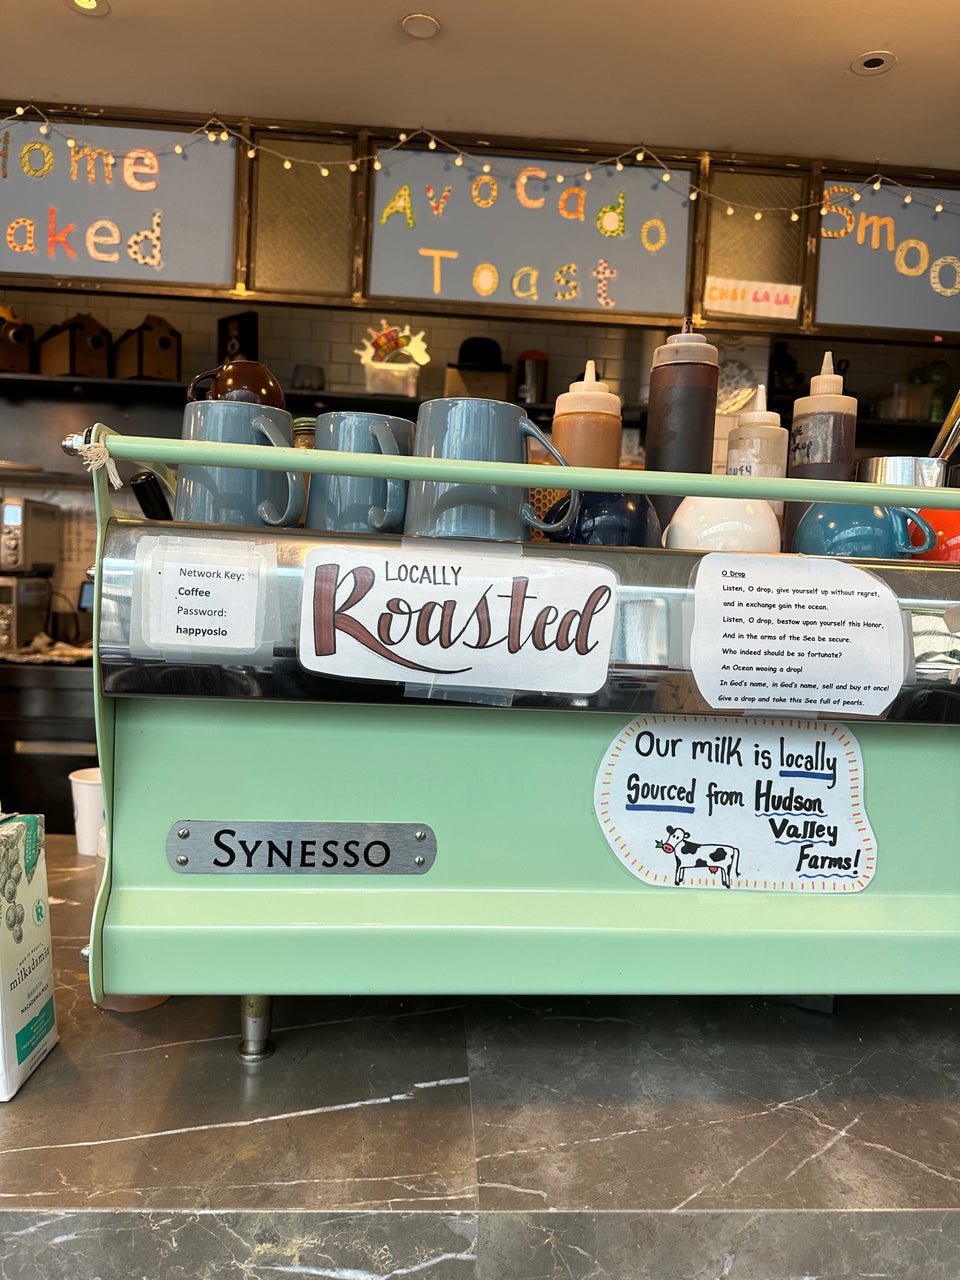 ome
aked
Avocado
Toast
Smoo
CHAI LA LA!
Network Key:
Coffee
Password:
happyoslo
LOCALLY
Roasted
O Drop
Listen, O drop, give yourself up without regret,
and in exchange gain the ocean.
Listen, O drop, bestow upon yourself this Honor,
And in the arms of the Sea be secure.
Who indeed should be so fortunate?
An Ocean wooing a drop!
In God's name, in God's name, sell and buy at once!
Give a drop and take this Sea full of pearls.
Our milk is locally
Sourced from Hudson
Valley
Farms!
SYNESSO
milkadamia
BARISTA
MACADAMIA MILK